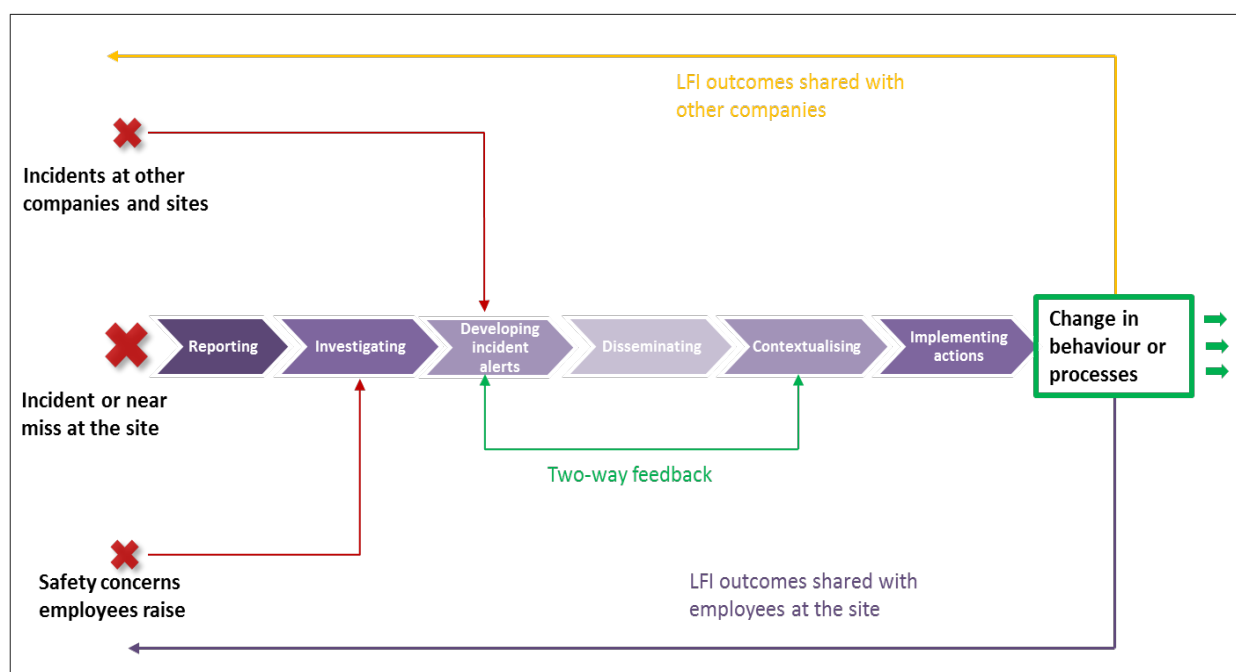 LFI outcomes shared with
other companies
Incidents at other
companies and sites
Reporting
Investigating
Developing
incident
alerts
Disseminating
Contextualising
Implementing
actions
Change in
behaviour or
processes
Incident or near
miss at the site
Two-way feedback
Safety concerns
employees raise
LFI outcomes shared with
employees at the site